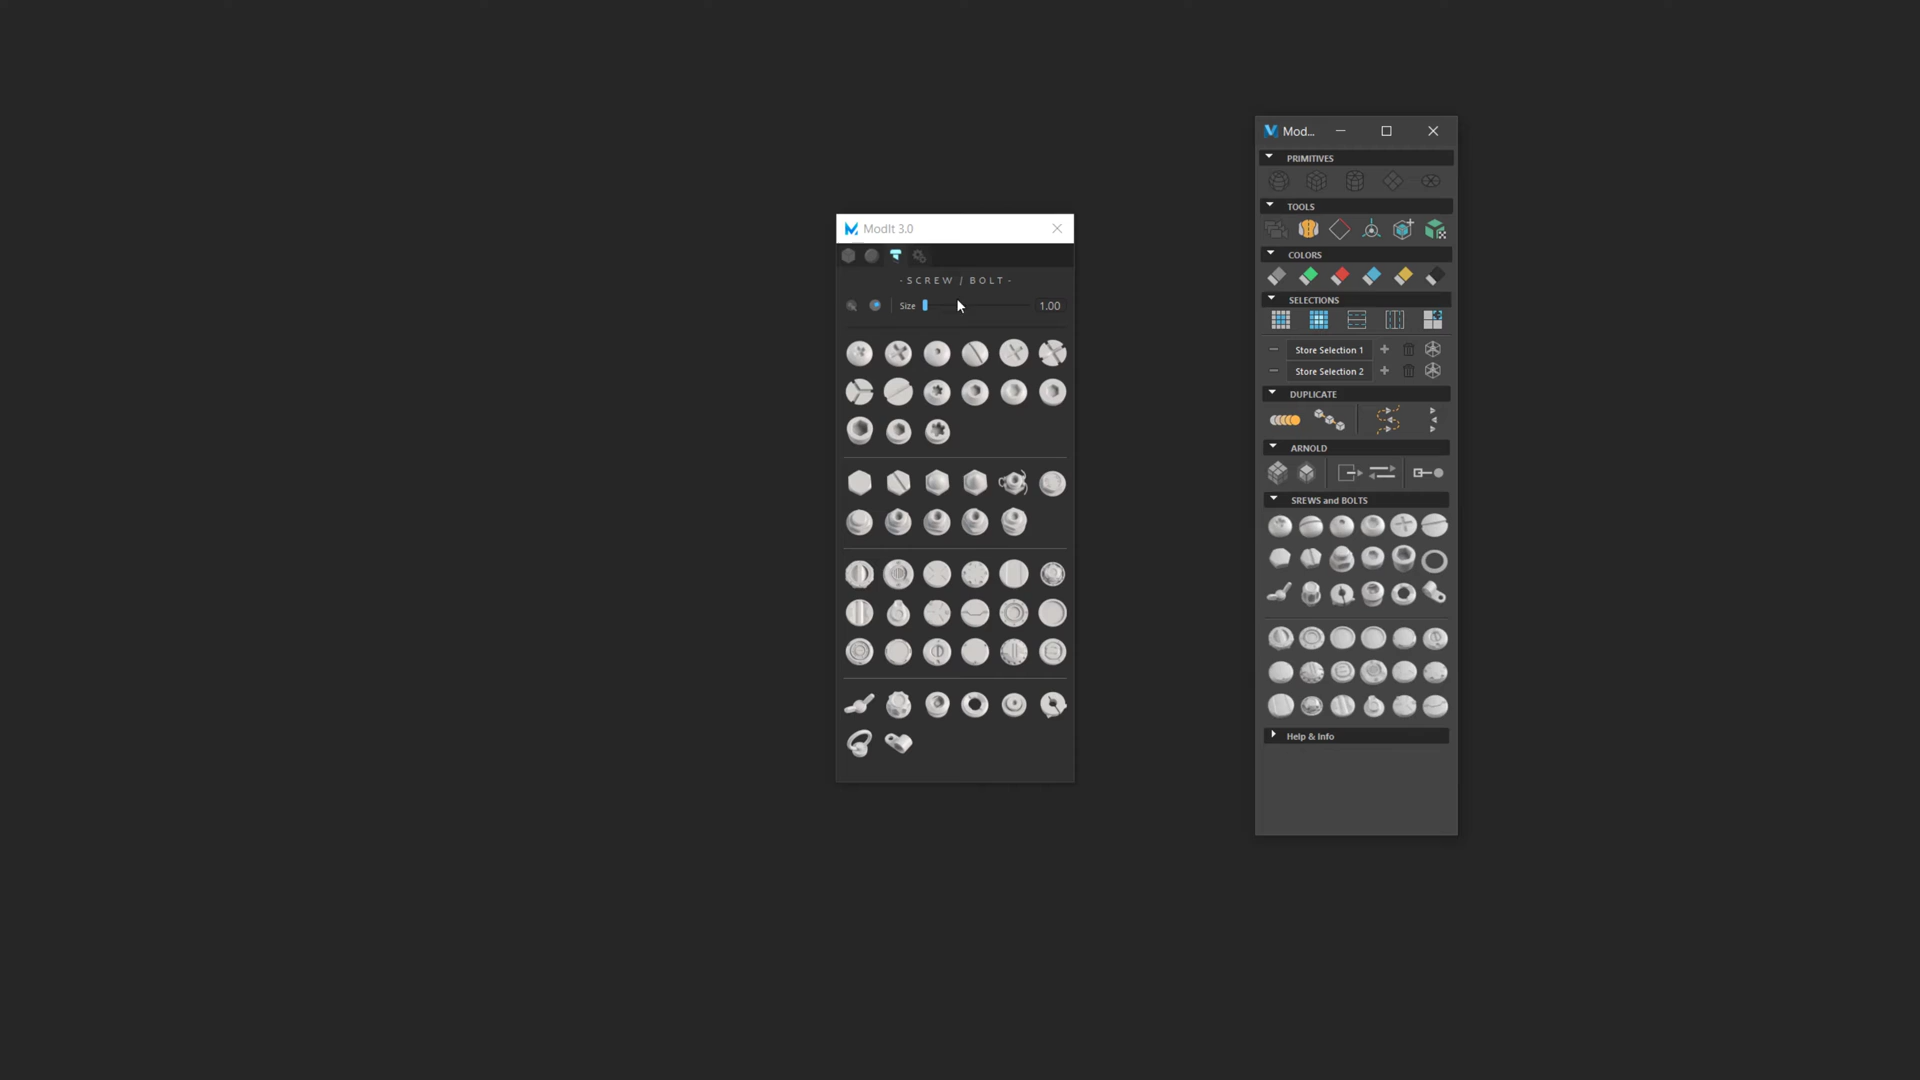 ModIt 3.0
-SCREW / BOLT-
Size
1.00
Mod...
PRIMITIVES
TOOLS
COLORS
SELECTIONS
Store Selection 1
Store Selection 2
DUPLICATE
ARNOLD
SREWS and BOLTS
Help & Info